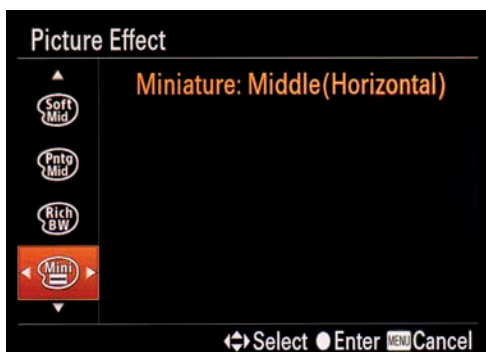 Picture Effect
Miniature: Middle(Horizontal)
Soft
Mid
Pntg
Mid
Rich
BW
Mini
Select Enter MENU Cancel